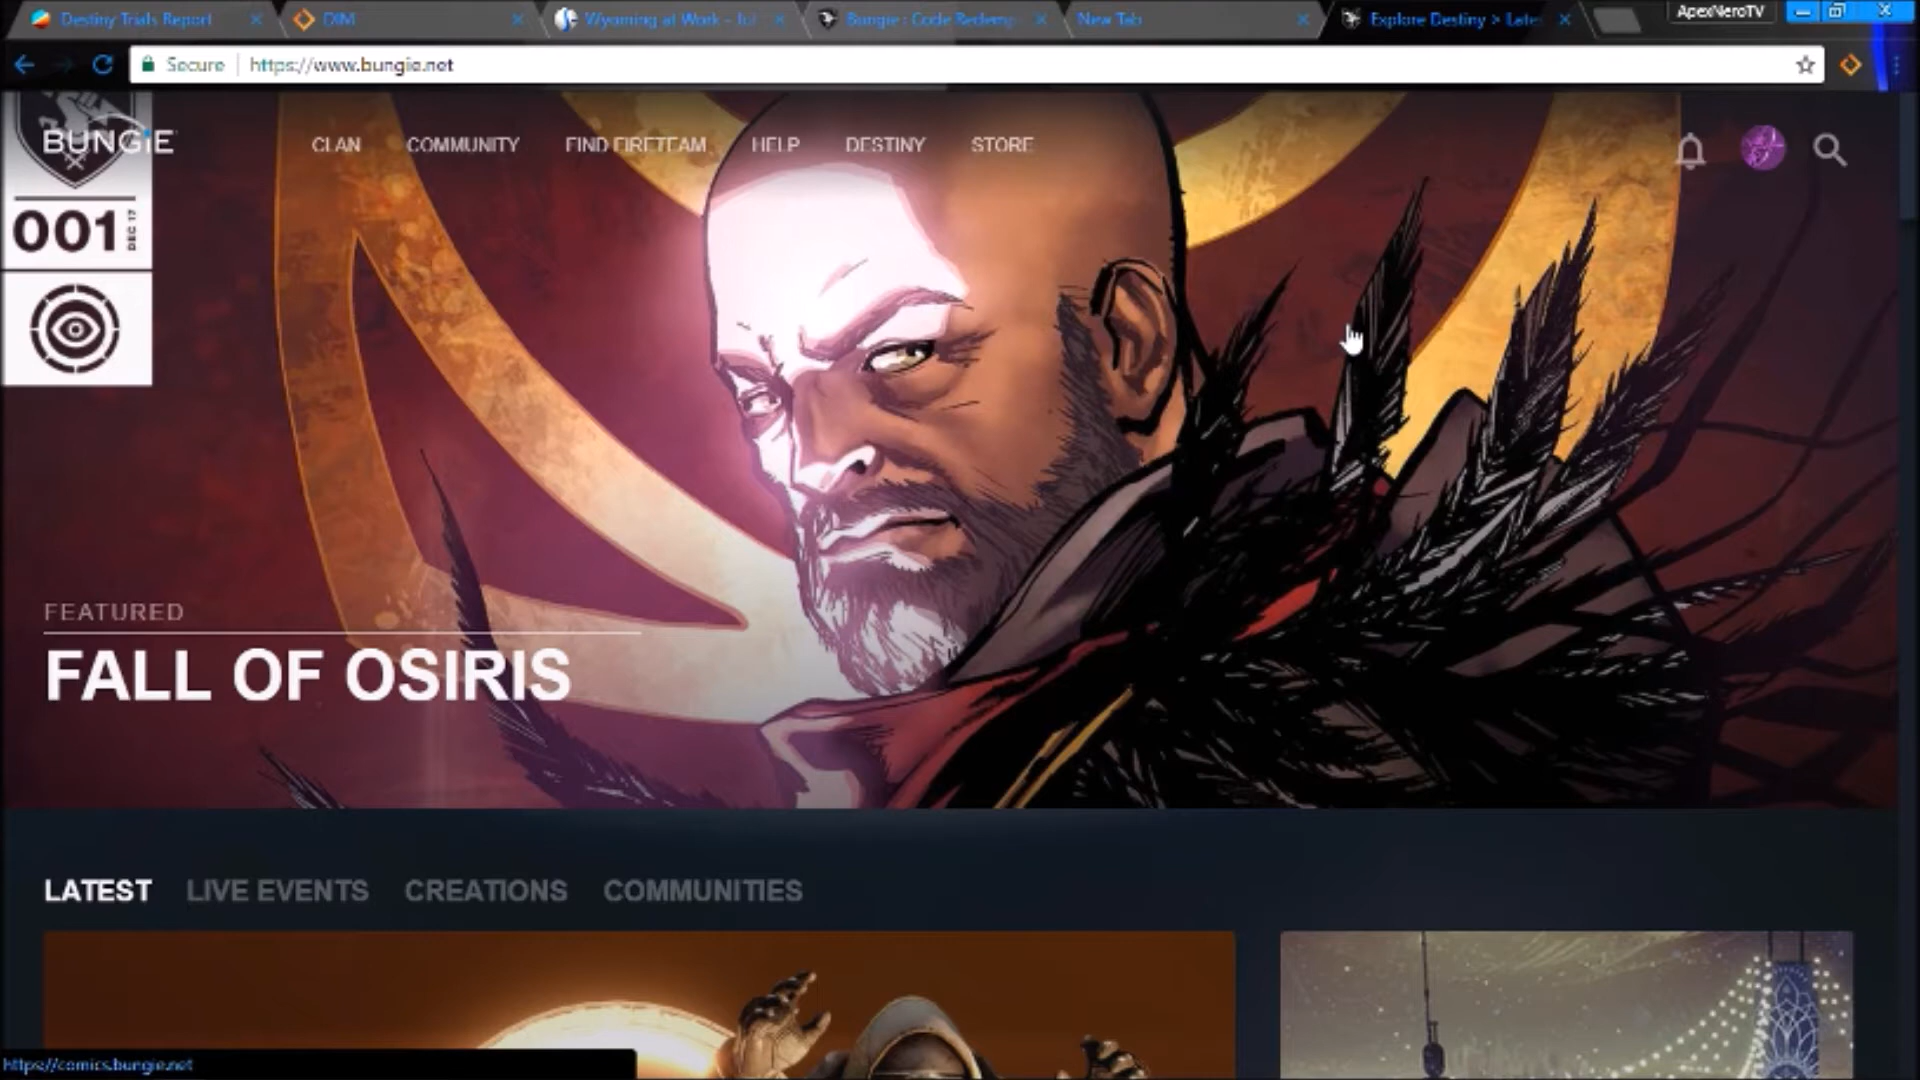 Destiny Trials Report
DIM
Wyoming at Work -
Bungie : Code Redemp
New Tab
Explore Destiny > Late
ApexNeroTV
Secure
https://www.bungie.net
BUNGiE
CLAN
COMMUNITY
FIND FIRETEAM
HELP
DESTINY
STORE
001
DEC 17
FEATURED
FALL OF OSIRIS
LATEST
LIVE EVENTS
CREATIONS
COMMUNITIES
https://comics.bungie.net